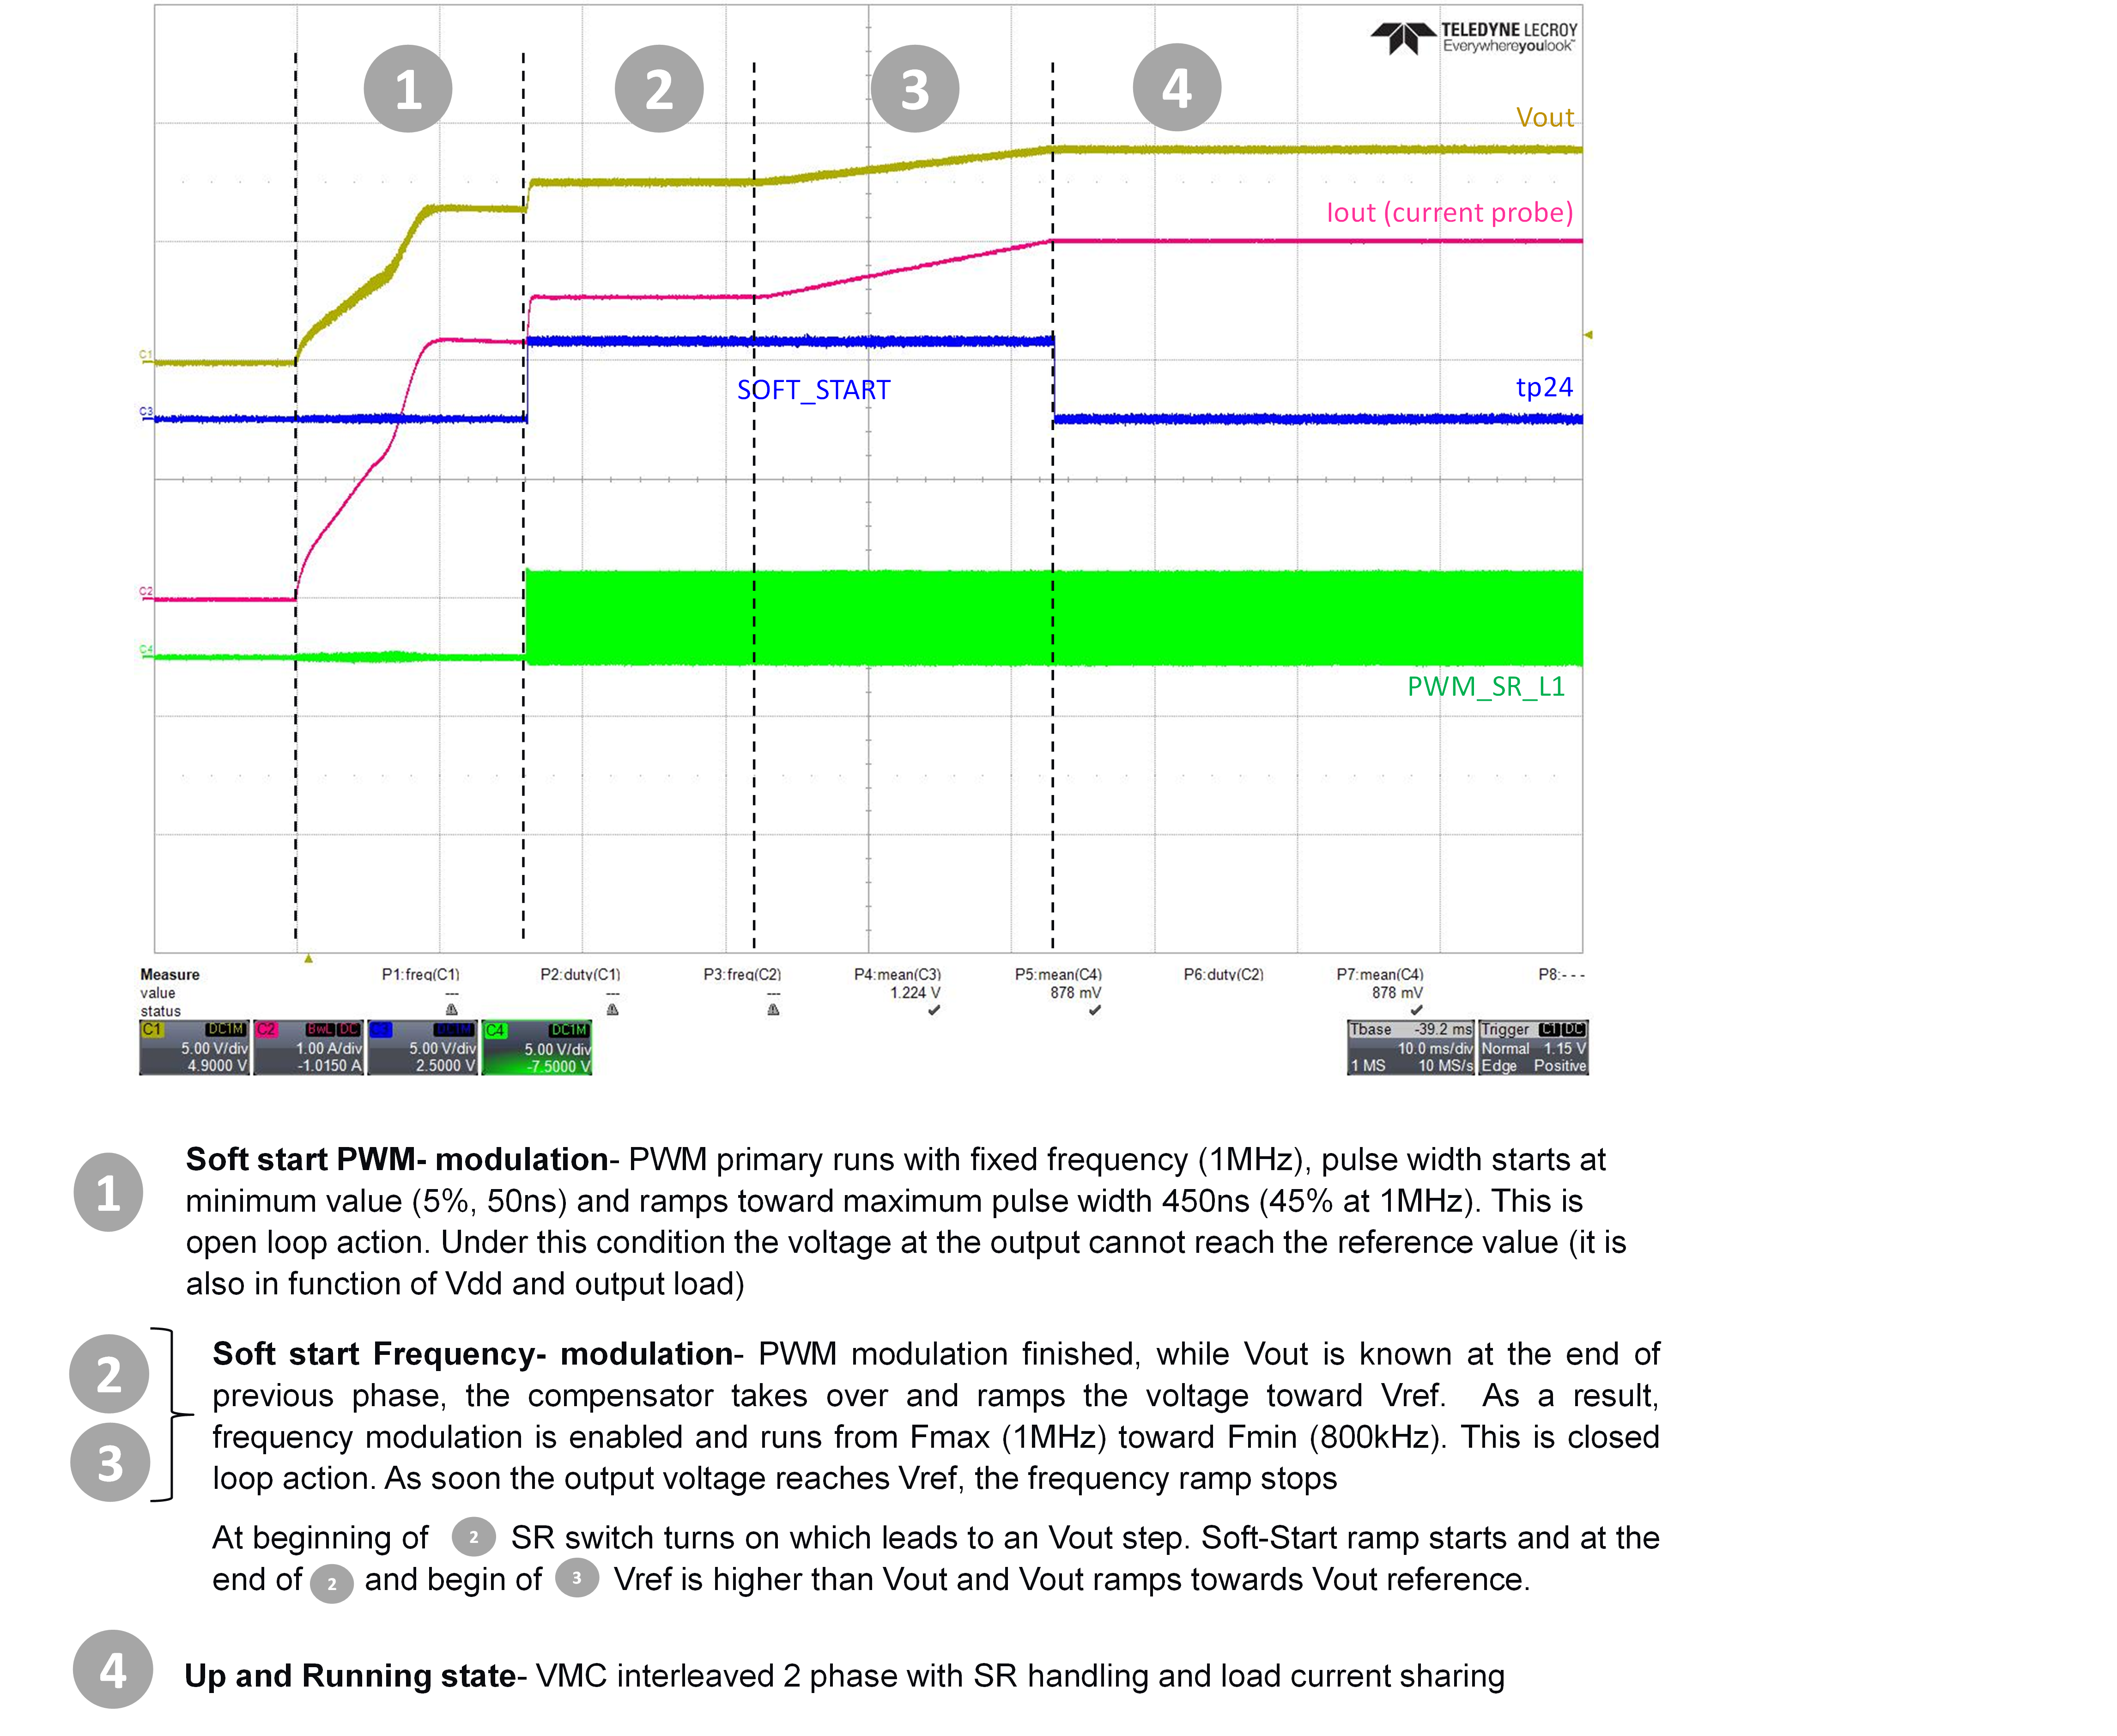 TELEDYNE LECROY
Everywhereyoulook™
1 2 3 4
Vout
Iout (current probe)
C1
SOFT_START
tp24
C3
C2
C4
PWM_SR_L1
Measure P1:freq(C1) P2:duty(C1) P3:freq(C2) P4:mean(C3) P5:mean(C4) P6:duty(C2) P7:mean(C4) P8:- - -
value --- --- --- 1.224 V 878 mV 878 mV
status
C1 DC1M C2 BwL DC C3 DC1M C4 DC1M Tbase -39.2 ms Trigger C1 DC
5.00 V/div 1.00 A/div 5.00 V/div 5.00 V/div 10.0 ms/div Normal 1.15 V
4.9000 V -1.0150 A 2.5000 V -7.5000 V 1 MS 10 MS/s Edge Positive
1
Soft start PWM- modulation- PWM primary runs with fixed frequency (1MHz), pulse width starts at
minimum value (5%, 50ns) and ramps toward maximum pulse width 450ns (45% at 1MHz). This is
open loop action. Under this condition the voltage at the output cannot reach the reference value (it is
also in function of Vdd and output load)
2
3
Soft start Frequency- modulation- PWM modulation finished, while Vout is known at the end of
previous phase, the compensator takes over and ramps the voltage toward Vref. As a result,
frequency modulation is enabled and runs from Fmax (1MHz) toward Fmin (800kHz). This is closed
loop action. As soon the output voltage reaches Vref, the frequency ramp stops
At beginning of 2 SR switch turns on which leads to an Vout step. Soft-Start ramp starts and at the
end of 2 and begin of 3 Vref is higher than Vout and Vout ramps towards Vout reference.
4
Up and Running state- VMC interleaved 2 phase with SR handling and load current sharing